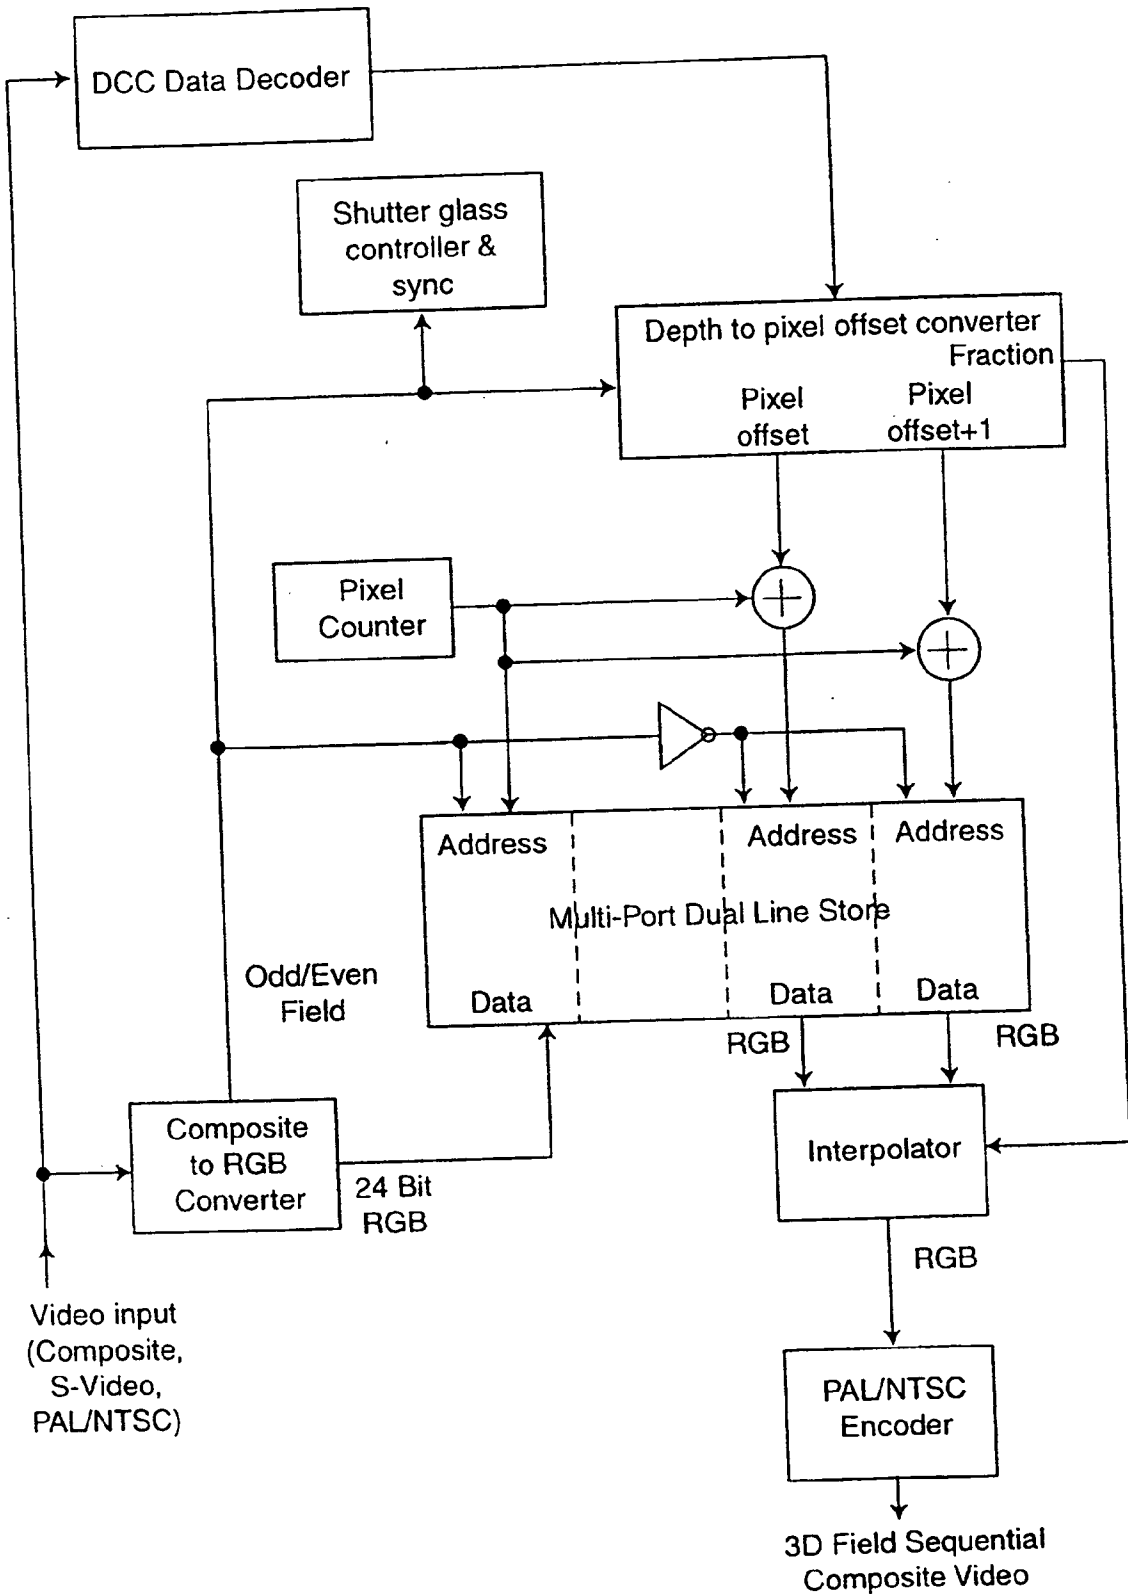 DCC Data Decoder
Shutter glass
controller &
sync
Depth to pixel offset converter
Fraction
Pixel
offset
Pixel
offset+1
Pixel
Counter
Address
Address
Address
Multi-Port Dual Line Store
Data
Data
Data
Odd/Even
Field
RGB
RGB
Composite
to RGB
Converter
24 Bit
RGB
Interpolator
RGB
Video input
(Composite,
S-Video,
PAL/NTSC)
PAL/NTSC
Encoder
3D Field Sequential
Composite Video